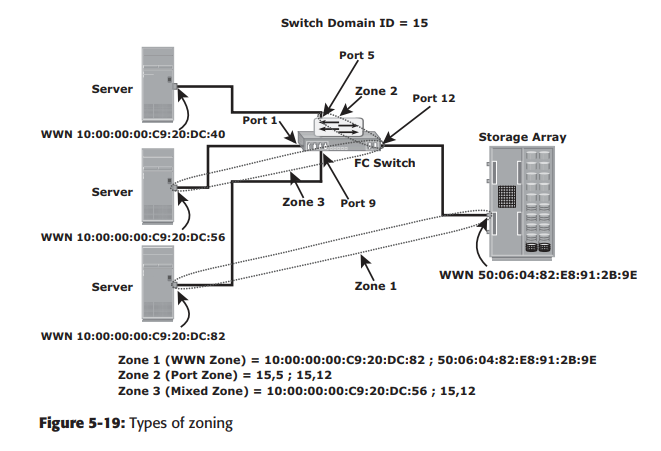 Switch Domain ID = 15
Port 5
Zone 2
Server
Port 12
Port 1
WWN 10:00:00:00:C9:20:DC:40
Storage Array
FC Switch
Server
Zone 3
Port 9
WWN 10:00:00:00:C9:20:DC:56
WWN 50:06:04:82:E8:91:2B:9E
Server
Zone 1
WWN 10:00:00:00:C9:20:DC:82
Zone 1 (WWN Zone) = 10:00:00:00:C9:20:DC:82 ; 50:06:04:82:E8:91:2B:9E
Zone 2 (Port Zone) = 15,5 ; 15,12
Zone 3 (Mixed Zone) = 10:00:00:00:C9:20:DC:56 ; 15,12
Figure 5-19: Types of zoning